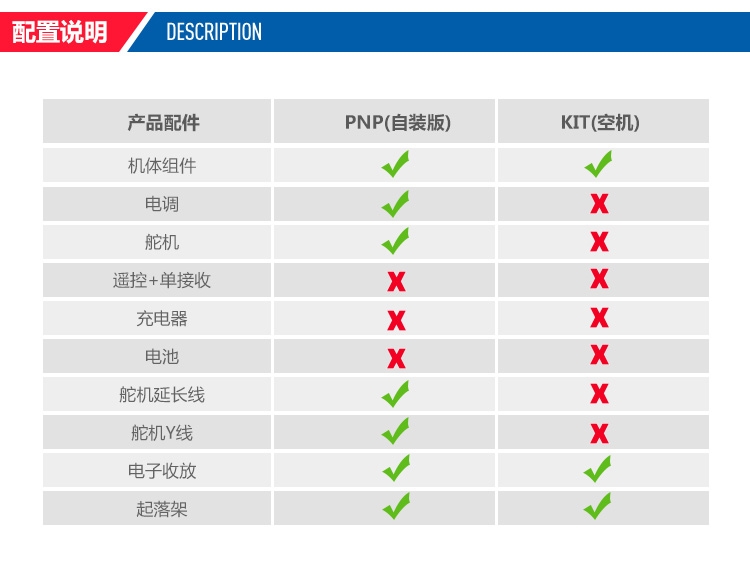 配置说明 DESCRIPTION
产品配件 PNP(自装版) KIT(空机)
机体组件
电调
舵机
遥控+单接收
充电器
电池
舵机延长线
舵机Y线
电子收放
起落架